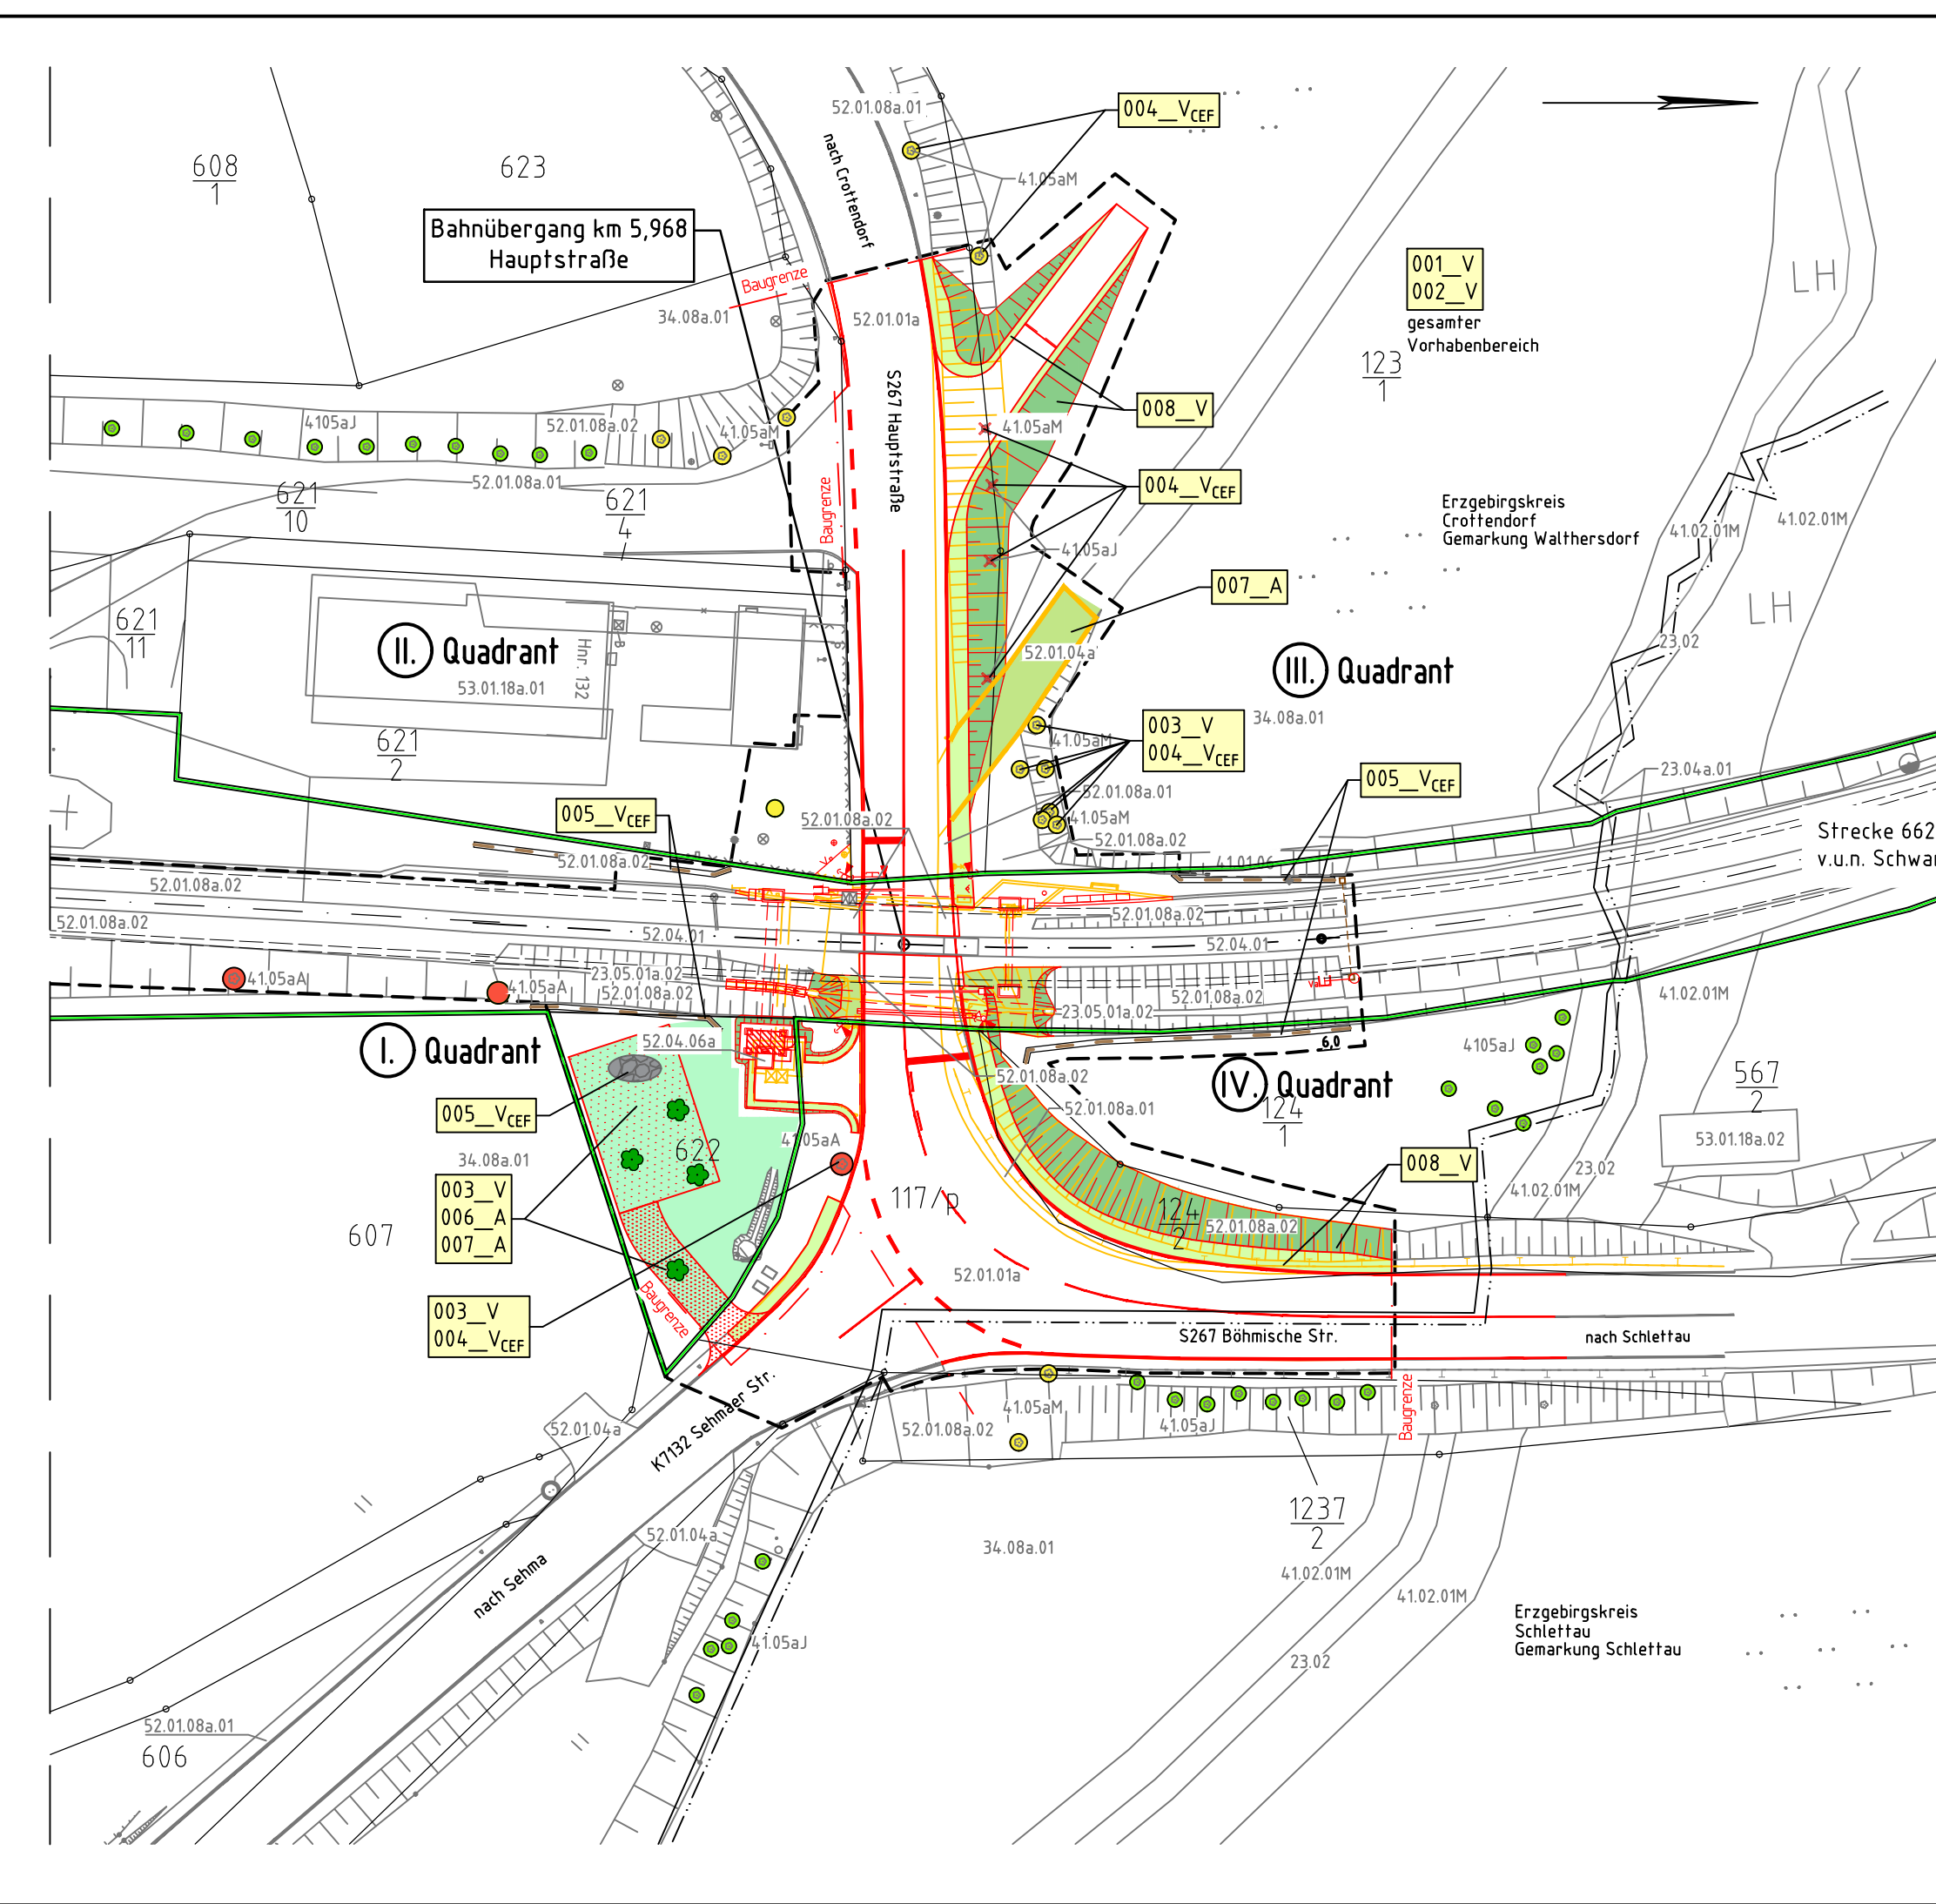 52.01.08a.01
004__VCEF
nach Crottendorf
608
1
623
41.05aM
Bahnübergang km 5,968
Hauptstraße
Baugrenze
34.08a.01
52.01.01a
001__V
002__V
gesamter
Vorhabenbereich
LH
123
1
S267 Hauptstraße
008__V
4105aJ
52.01.08a.02
41.05aM
41.05aM
52.01.08a.01
621
10
621
4
Baugrenze
004__VCEF
Erzgebirgskreis
Crottendorf
Gemarkung Walthersdorf
41.02.01M
41.02.01M
41.05aJ
007__A
LH
621
11
II. Quadrant
Hnr. 132
53.01.18a.01
52.01.04a
III. Quadrant
23.02
34.08a.01
003__V
004__VCEF
41.05aM
621
2
005__VCEF
23.04a.01
52.01.08a.01
005__VCEF
52.01.08a.02
41.05aM
52.01.08a.02
Strecke 662
v.u.n. Schwar
52.01.08a.02
41.01.06
52.01.08a.02
52.01.08a.02
52.01.08a.02
52.04.01
52.04.01
23.05.01a.02
41.05aA
41.05aA
52.01.08a.02
52.01.08a.02
23.05.01a.02
41.02.01M
I. Quadrant
52.04.06a
6,0
4105aJ
52.01.08a.02
IV. Quadrant
567
2
005__VCEF
52.01.08a.01
124
1
41.05aA
53.01.18a.02
622
34.08a.01
008__V
23.02
003__V
006__A
007__A
41.02.01M
117/p
124
2
52.01.08a.02
607
52.01.01a
Baugrenze
003__V
004__VCEF
S267 Böhmische Str.
nach Schlettau
K7132 Sehmaer Str.
41.05aM
Baugrenze
52.01.04a
52.01.08a.02
41.05aJ
1237
2
52.01.04a
34.08a.01
nach Sehma
41.02.01M
41.02.01M
Erzgebirgskreis
Schlettau
Gemarkung Schlettau
41.05aJ
23.02
52.01.08a.01
606